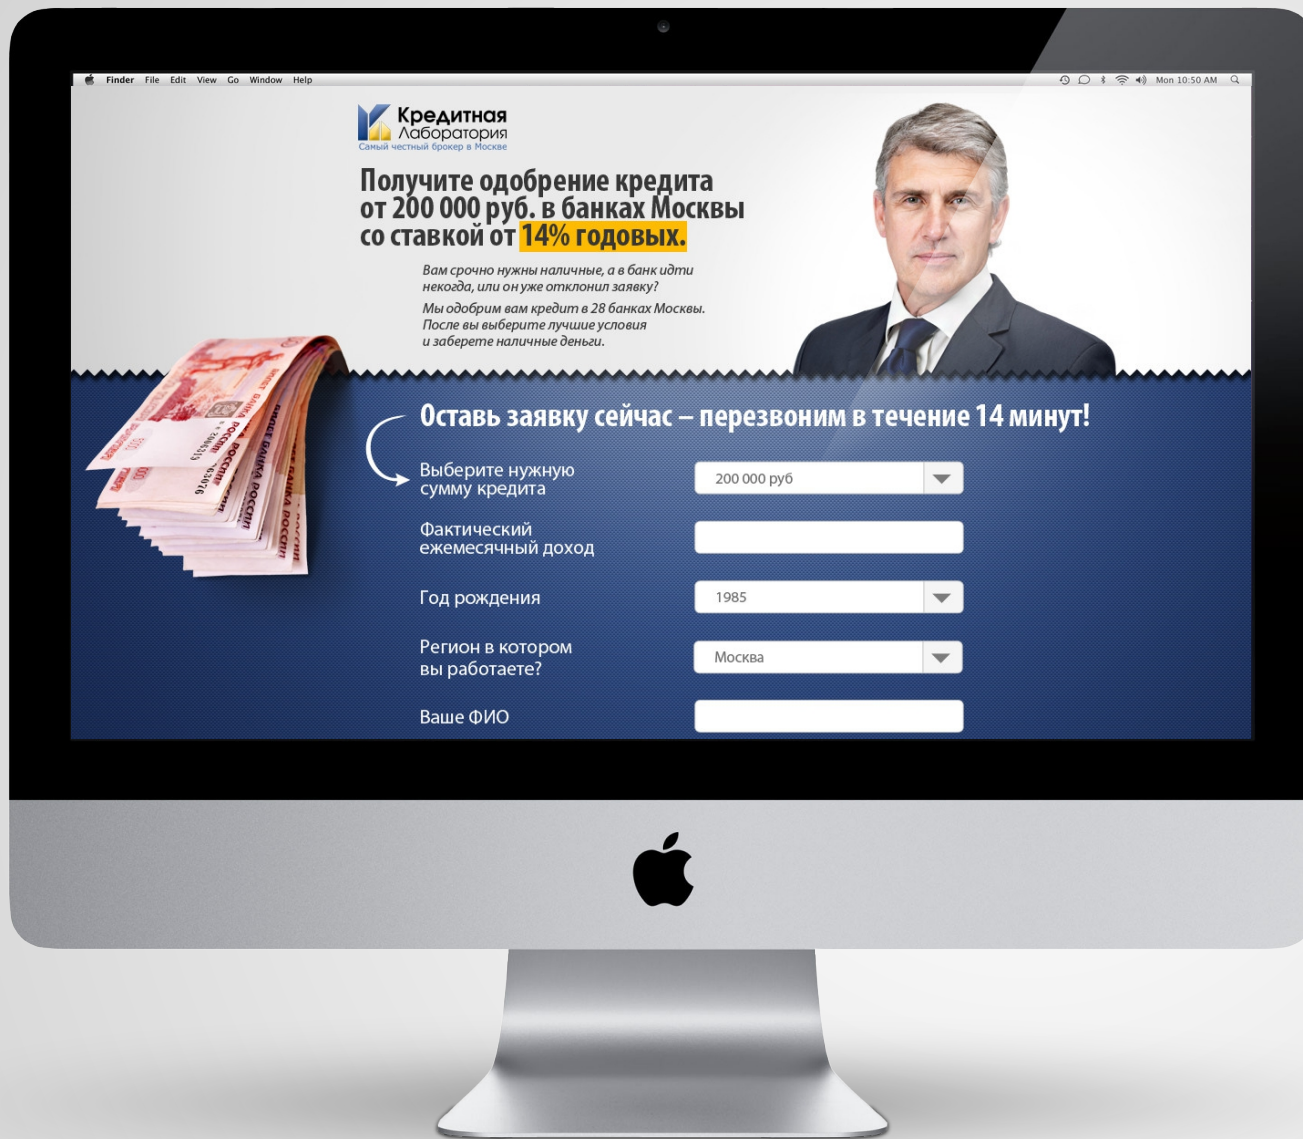 Finder File Edit View Go Window Help
Mon 10:50 AM
Кредитная
Лаборатория
Самый честный брокер в Москве
Получите одобрение кредита
от 200 000 руб. в банках Москвы
со ставкой от 14% годовых.
Вам срочно нужны наличные, а в банк идти
некогда, или он уже отклонил заявку?
Мы одобрим вам кредит в 28 банках Москвы.
После вы выберите лучшие условия
и заберете наличные деньги.
Оставь заявку сейчас – перезвоним в течение 14 минут!
Выберите нужную
сумму кредита
200 000 руб
Фактический
ежемесячный доход
Год рождения
1985
Регион в котором
вы работаете?
Москва
Ваше ФИО